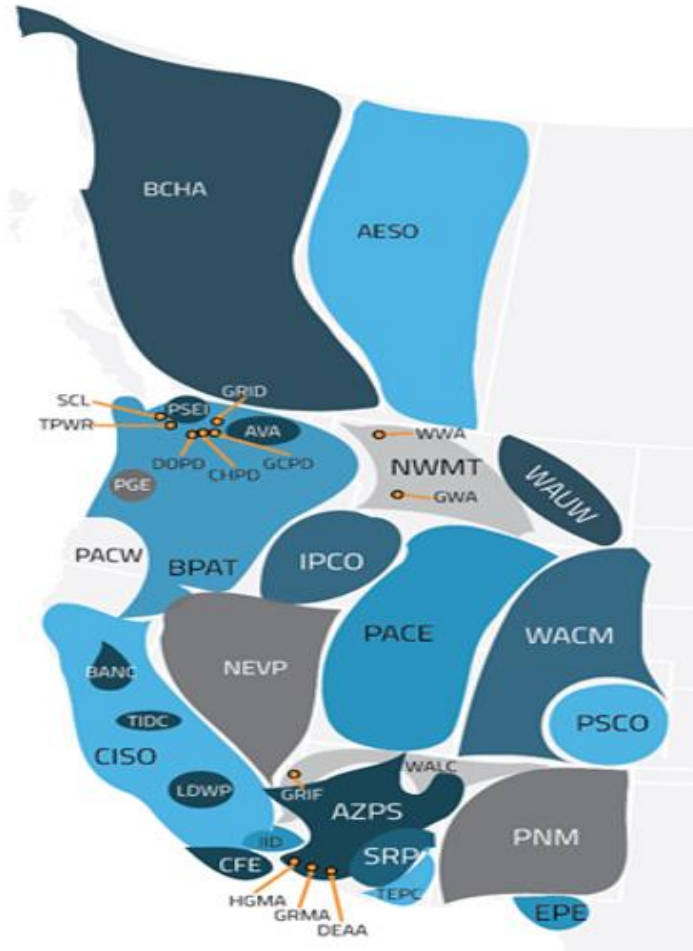 BCHA
AESO
SCL
PSEI
GRID
TPWR
AVA
WWA
DOPD
CHPD
GCPD
NWMT
WAUW
PGE
GWA
PACW
BPAT
IPCO
PACE
WACM
NEVP
BANC
TIDC
PSCO
CISO
WALC
LDWP
GRIF
AZPS
PNM
IID
CFE
SRP
TEPC
HGMA
GRMA
DEAA
EPE